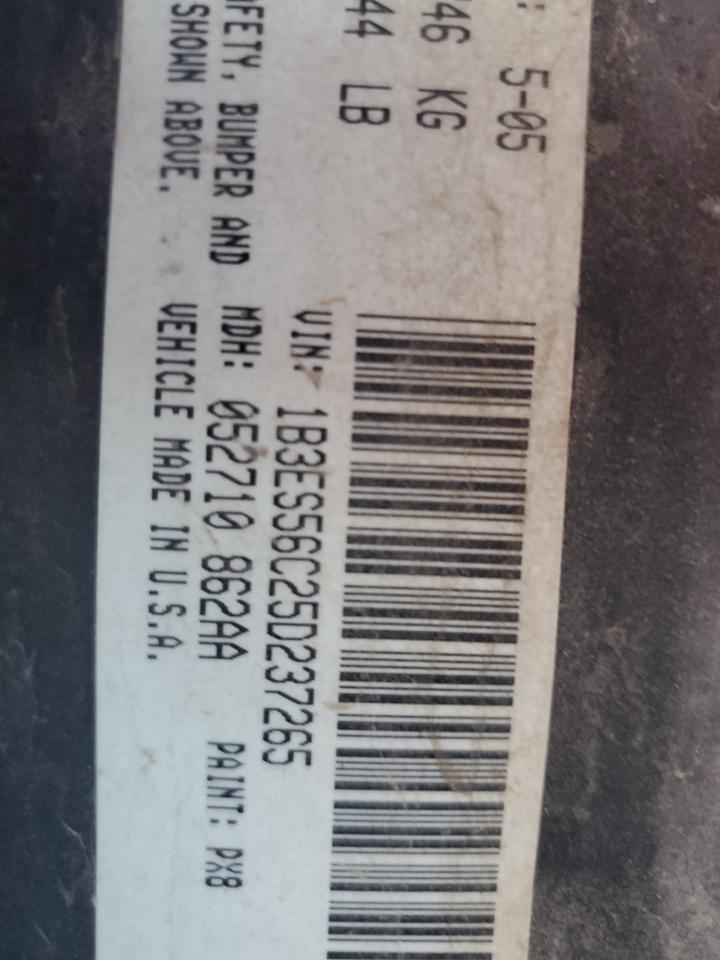 : 5-05
46 KG
44 LB
FETY, BUMPER AND
SHOWN ABOVE.
VIN: 1B3ES56C25D237265
MDH: 052710 862AA PAINT: PX8
VEHICLE MADE IN U.S.A.